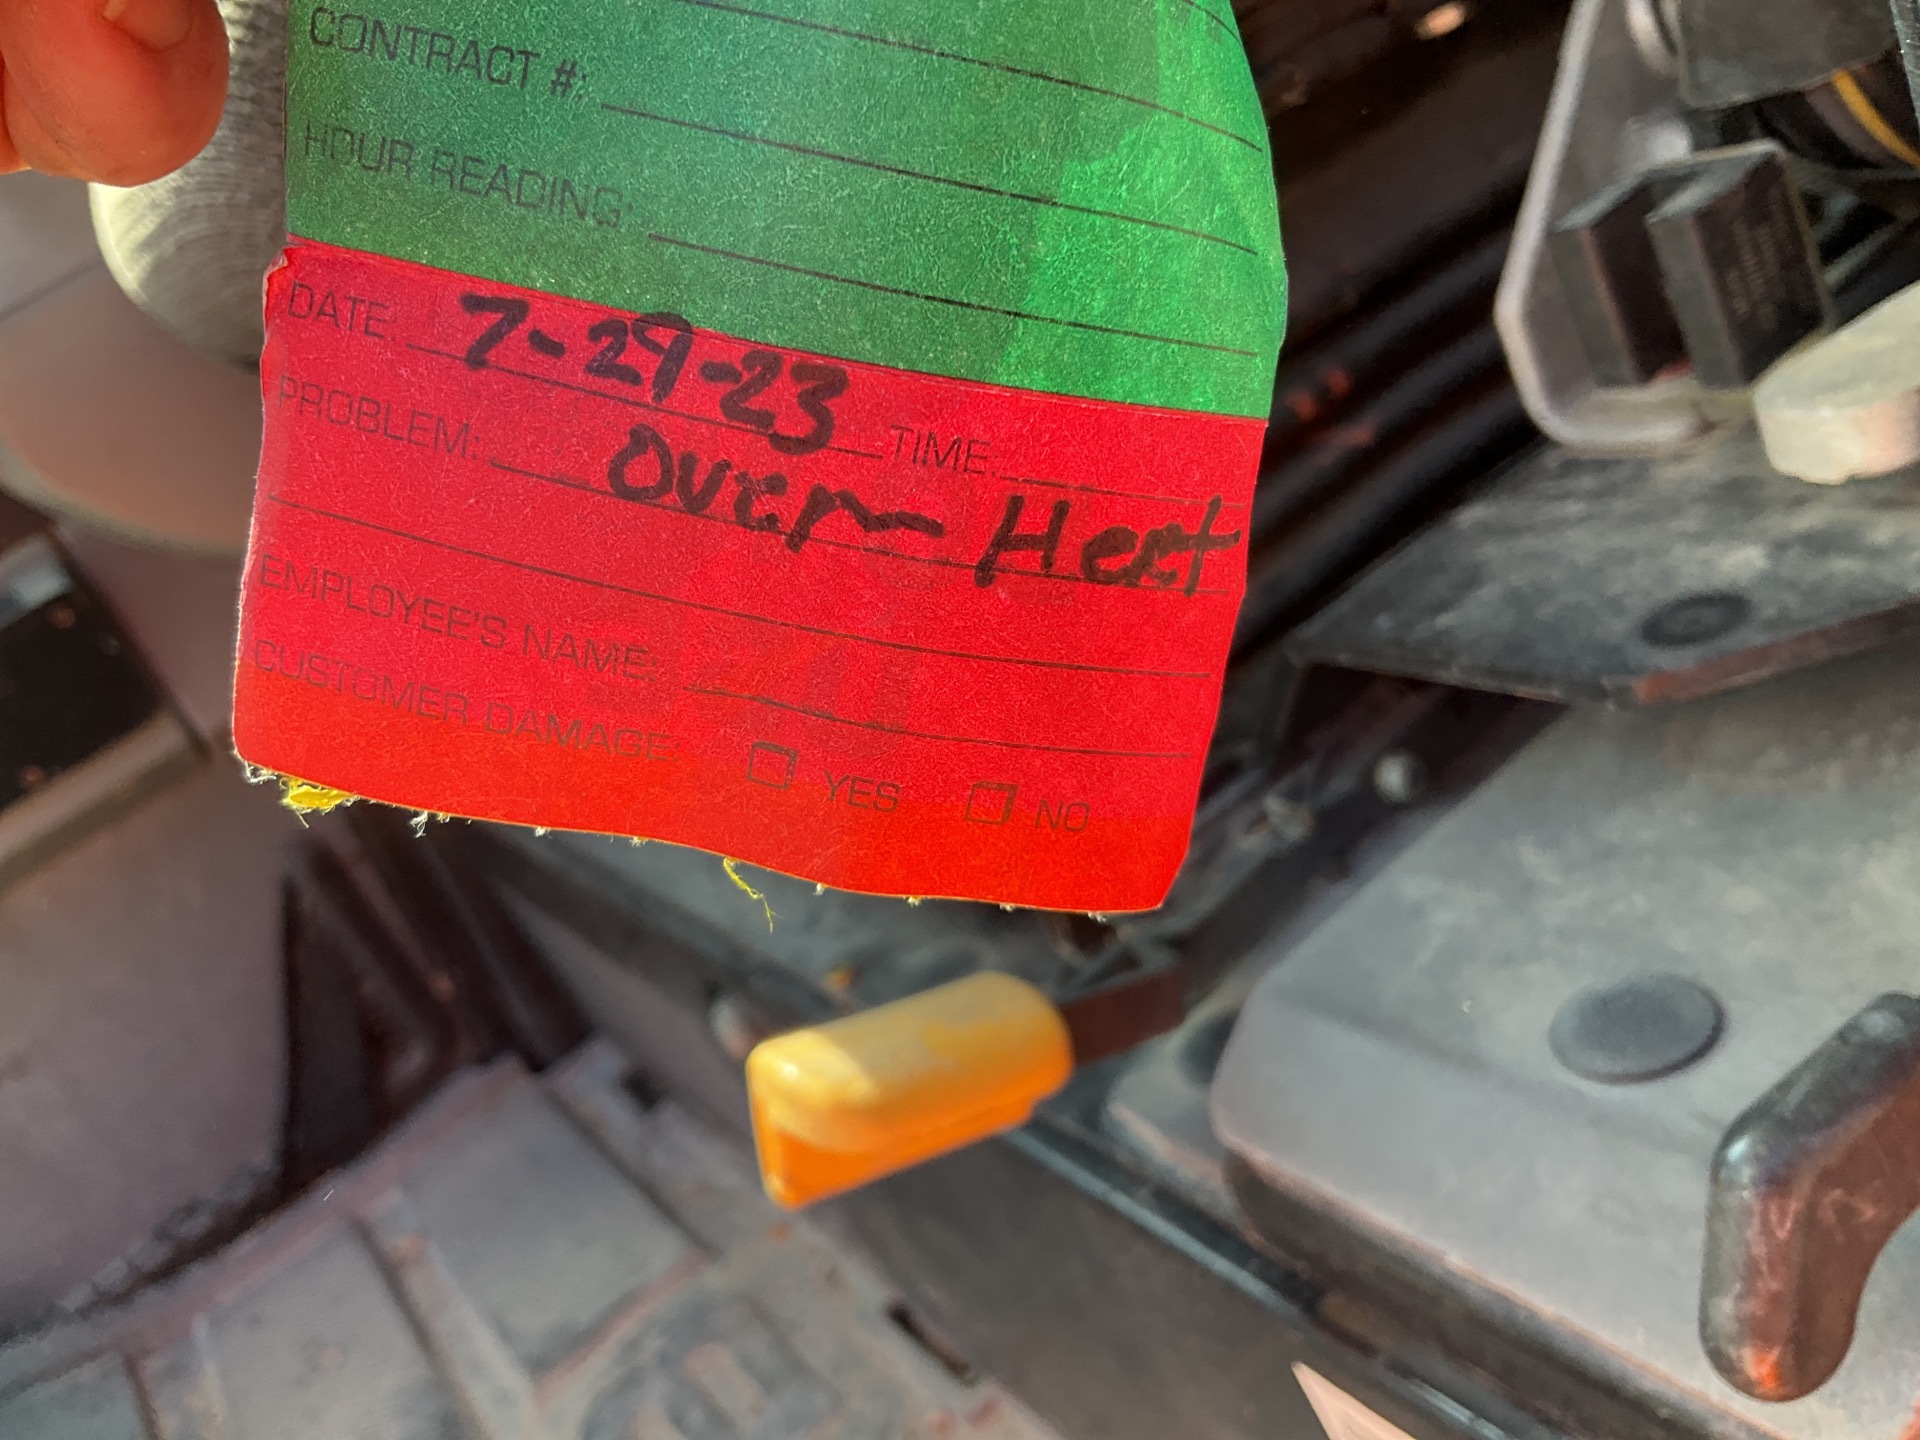 CONTRACT #:
HOUR READING:
DATE 7-29-23 TIME:
PROBLEM: Over Heat
EMPLOYEE'S NAME:
CUSTOMER DAMAGE: YES NO